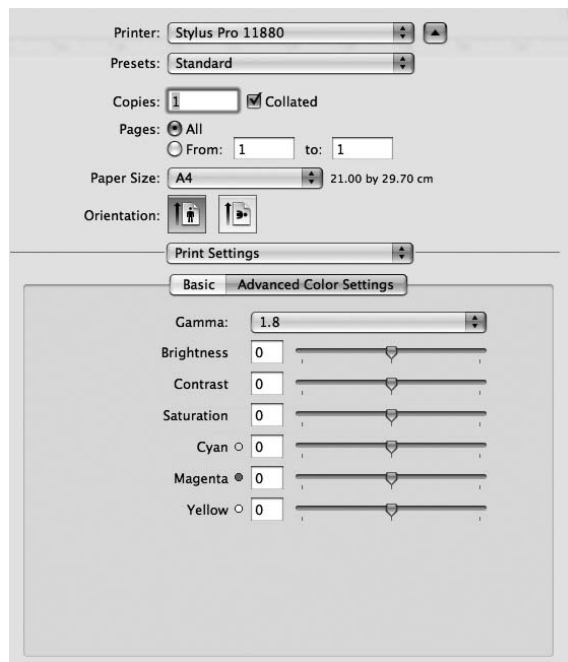 Printer: Stylus Pro 11880
Presets: Standard
Copies: 1 Collated
Pages: All
From: 1 to: 1
Paper Size: A4 21.00 by 29.70 cm
Orientation:
Print Settings
Basic Advanced Color Settings
Gamma: 1.8
Brightness 0
Contrast 0
Saturation 0
Cyan 0
Magenta 0
Yellow 0